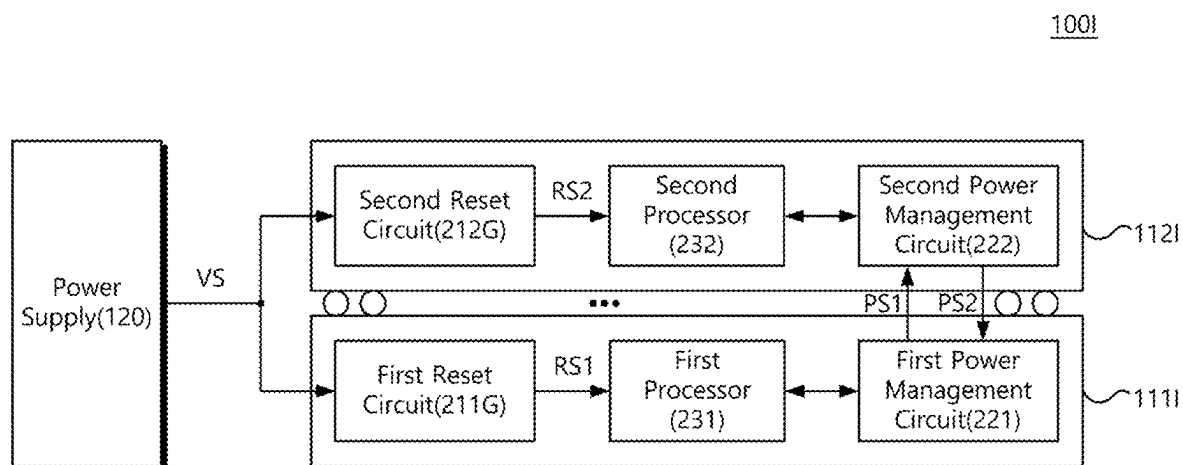 100I
Second Reset
Circuit(212G)
RS2
Second
Processor
(232)
Second Power
Management
Circuit(222)
112I
Power
Supply(120)
VS
•••
PS1
PS2
First Reset
Circuit(211G)
RS1
First
Processor
(231)
First Power
Management
Circuit(221)
111I